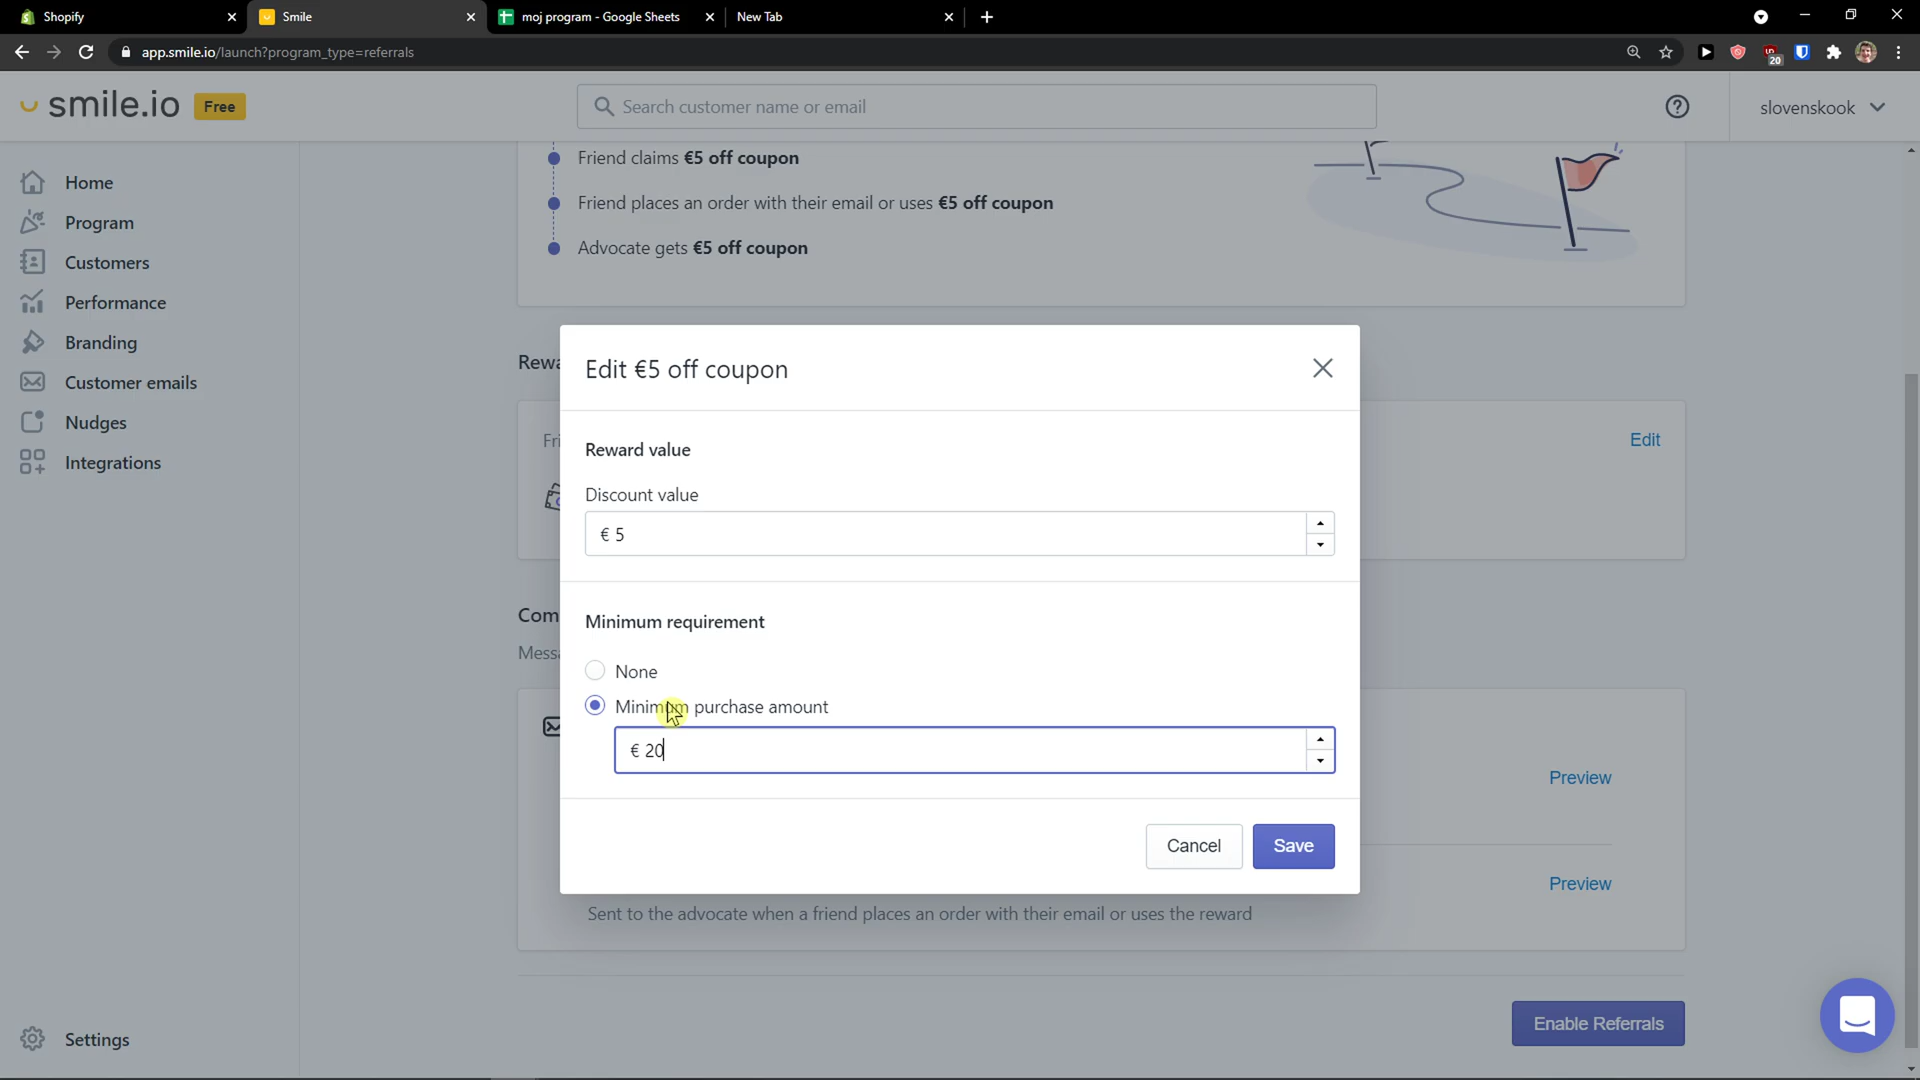 Shopify
Smile
moj program - Google Sheets
New Tab
app.smile.io/launch?program_type=referrals
20
smile.io Free
Search customer name or email
slovenskook
Home
Program
Customers
Performance
Branding
Customer emails
Nudges
Integrations
Settings
Friend claims €5 off coupon
Friend places an order with their email or uses €5 off coupon
Advocate gets €5 off coupon
Edit
Edit €5 off coupon
Reward value
Discount value
€ 5
Minimum requirement
None
Minimum purchase amount
€ 20
Cancel
Save
Preview
Preview
Sent to the advocate when a friend places an order with their email or uses the reward
Enable Referrals